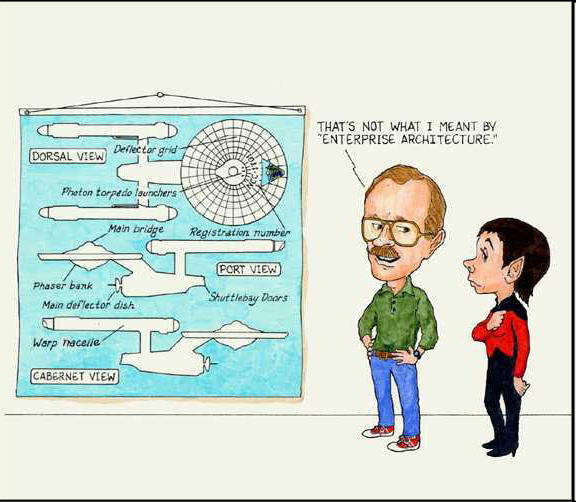 THAT'S NOT WHAT I MEANT BY
"ENTERPRISE ARCHITECTURE."
DORSAL VIEW
Deflector grid
Photon torpedo launchers
Main bridge
Registration number
PORT VIEW
Phaser bank
Main deflector dish
Shuttlebay Doors
Warp nacelle
CABERNET VIEW